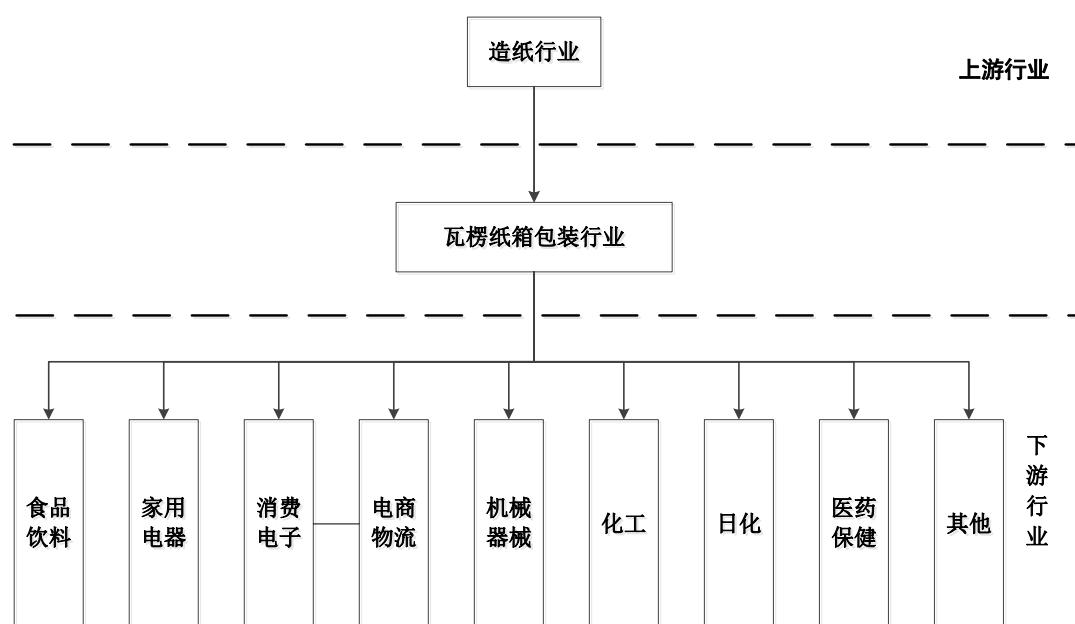 造纸行业
上游行业
瓦楞纸箱包装行业
食品
饮料
家用
电器
消费
电子
电商
物流
机械
器械
化工
日化
医药
保健
其他
下
游
行
业